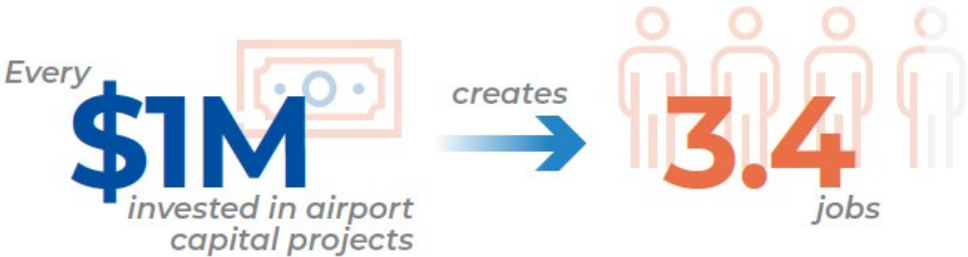 Every
$1M
invested in airport
capital projects
creates
3.4
jobs